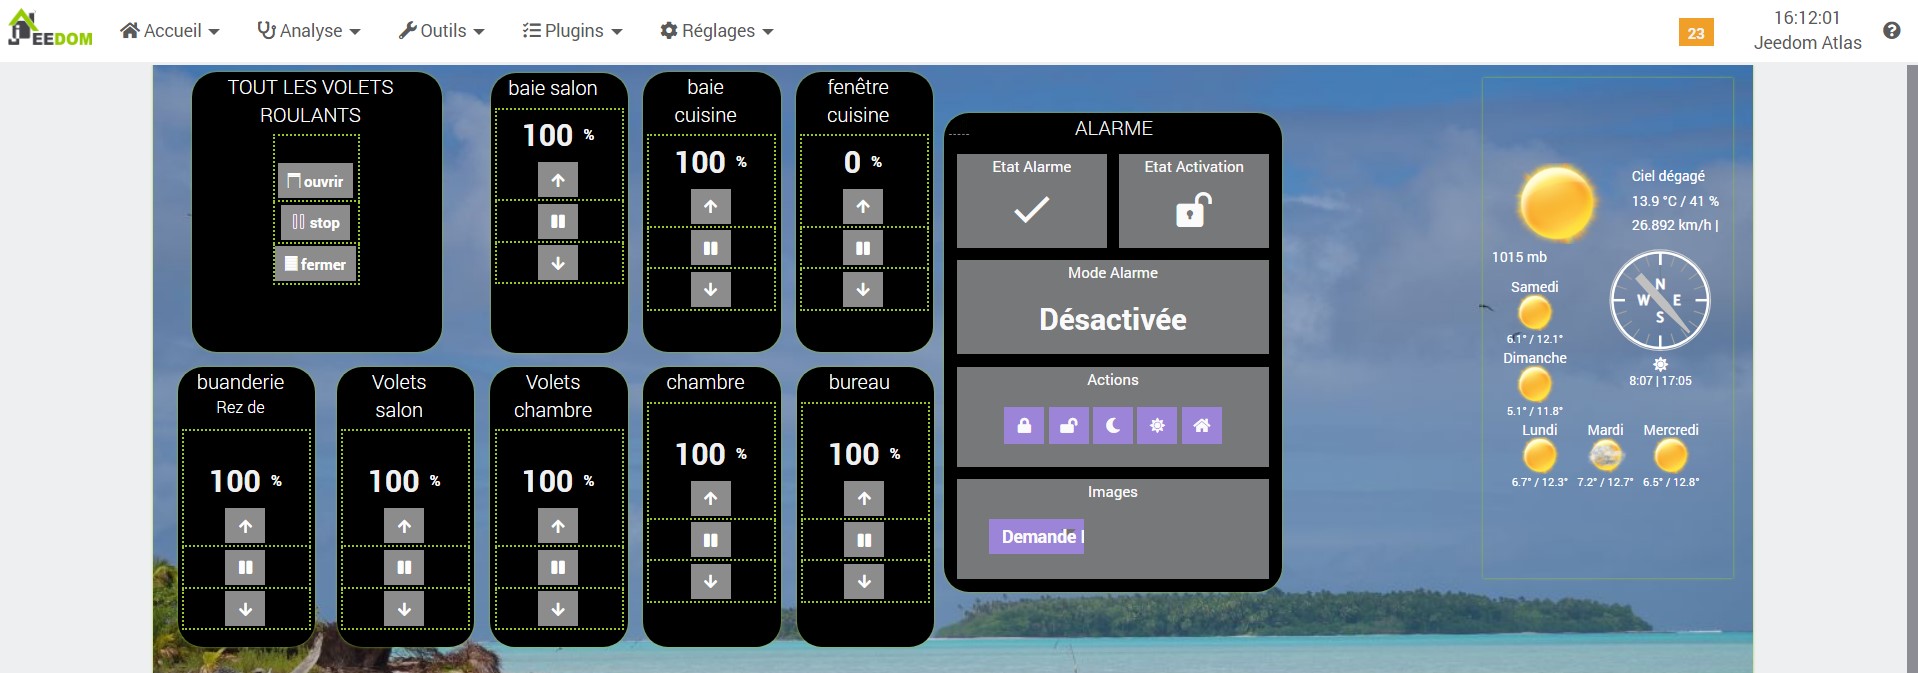 JEEDOM
Accueil
Analyse
Outils
Plugins
Réglages
23
16:12:01
Jeedom Atlas
TOUT LES VOLETS
ROULANTS
ouvrir
stop
fermer
baie salon
100 %
baie
cuisine
100 %
fenêtre
cuisine
0 %
-----
ALARME
Etat Alarme
Etat Activation
Mode Alarme
Désactivée
Actions
Images
Demande
buanderie
Rez de
100 %
Volets
salon
100 %
Volets
chambre
100 %
chambre
100 %
bureau
100 %
Ciel dégagé
13.9 °C / 41 %
26.892 km/h |
1015 mb
N
W E
S
Samedi
6.1° / 12.1°
Dimanche
8:07 | 17:05
5.1° / 11.8°
Lundi Mardi Mercredi
6.7° / 12.3° 7.2° / 12.7° 6.5° / 12.8°